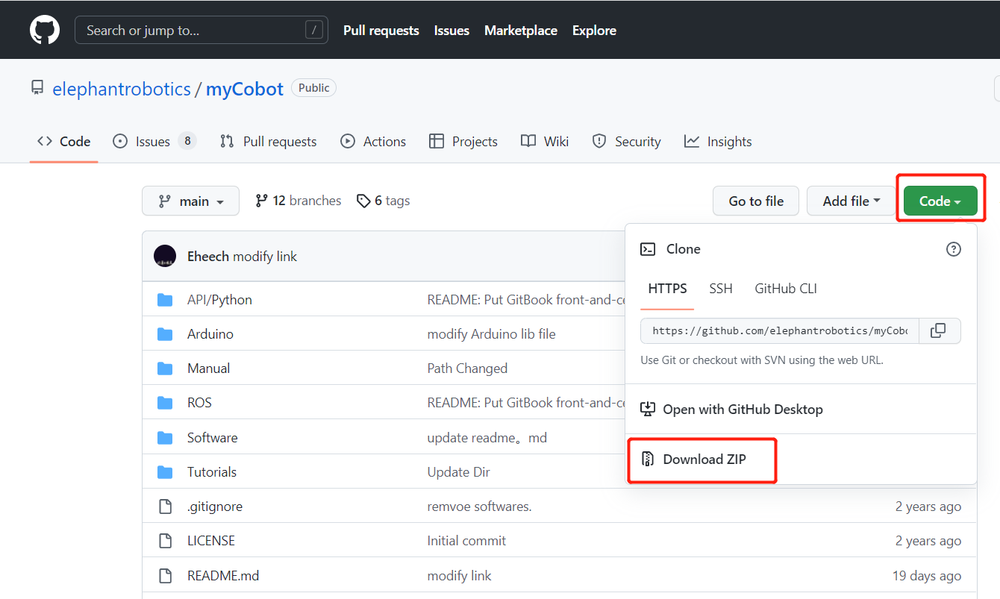 Search or jump to... /
Pull requests Issues Marketplace Explore
elephantrobotics / myCobot Public
Code Issues 8 Pull requests Actions Projects Wiki Security Insights
main 12 branches 6 tags Go to file Add file Code
Eheech modify link
API/Python README: Put GitBook front-and-ce
Arduino modify Arduino lib file
Manual Path Changed
ROS README: Put GitBook front-and-ce
Software update readme。md
Tutorials Update Dir
.gitignore remvoe softwares. 2 years ago
LICENSE Initial commit 2 years ago
README.md modify link 19 days ago
Clone
HTTPS SSH GitHub CLI
https://github.com/elephantrobotics/myCobo
Use Git or checkout with SVN using the web URL.
Open with GitHub Desktop
Download ZIP